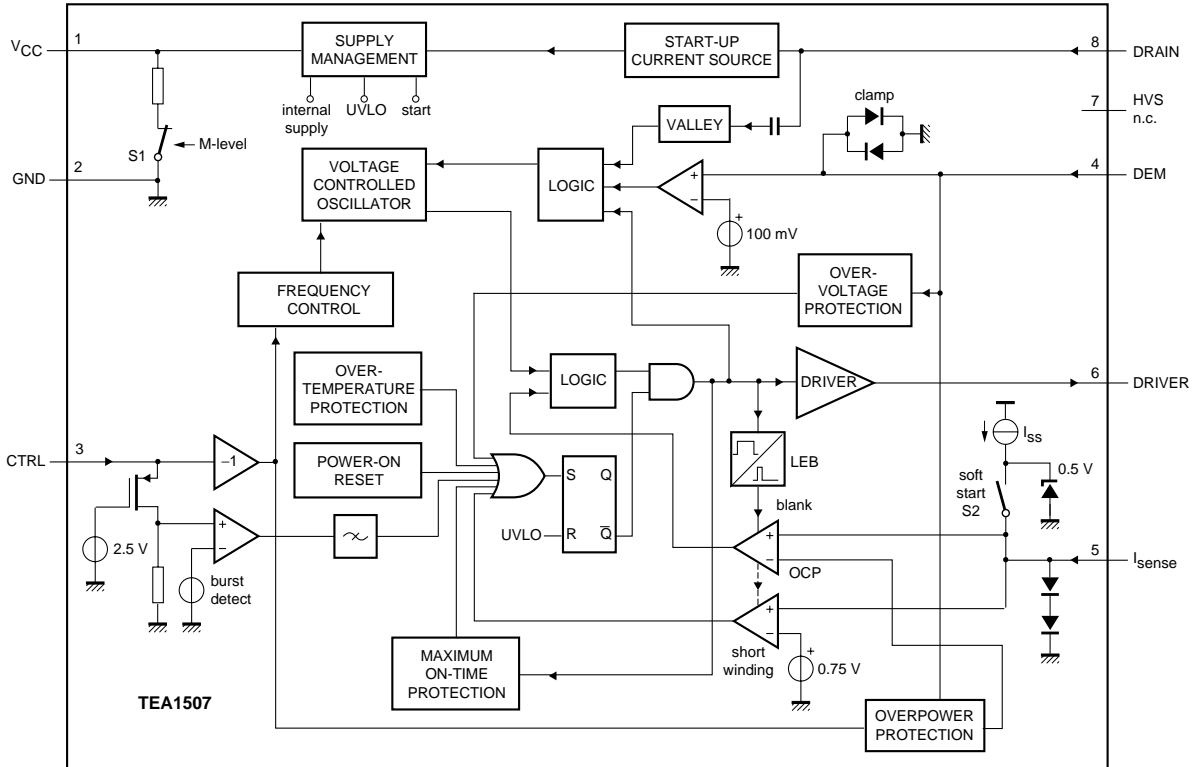 VCC
1
SUPPLY
MANAGEMENT
START-UP
CURRENT SOURCE
8
DRAIN
internal
supply
UVLO
start
clamp
7
HVS
n.c.
VALLEY
S1
M-level
GND
2
VOLTAGE
CONTROLLED
OSCILLATOR
LOGIC
+
−
4
DEM
+
100 mV
OVER-
VOLTAGE
PROTECTION
FREQUENCY
CONTROL
OVER-
TEMPERATURE
PROTECTION
LOGIC
DRIVER
6
DRIVER
Iss
CTRL
3
−1
POWER-ON
RESET
S
Q
R
Q
UVLO
LEB
blank
0.5 V
soft
start
S2
2.5 V
+
−
burst
detect
+
−
OCP
5
Isense
+
−
short
winding
+
0.75 V
MAXIMUM
ON-TIME
PROTECTION
TEA1507
OVERPOWER
PROTECTION